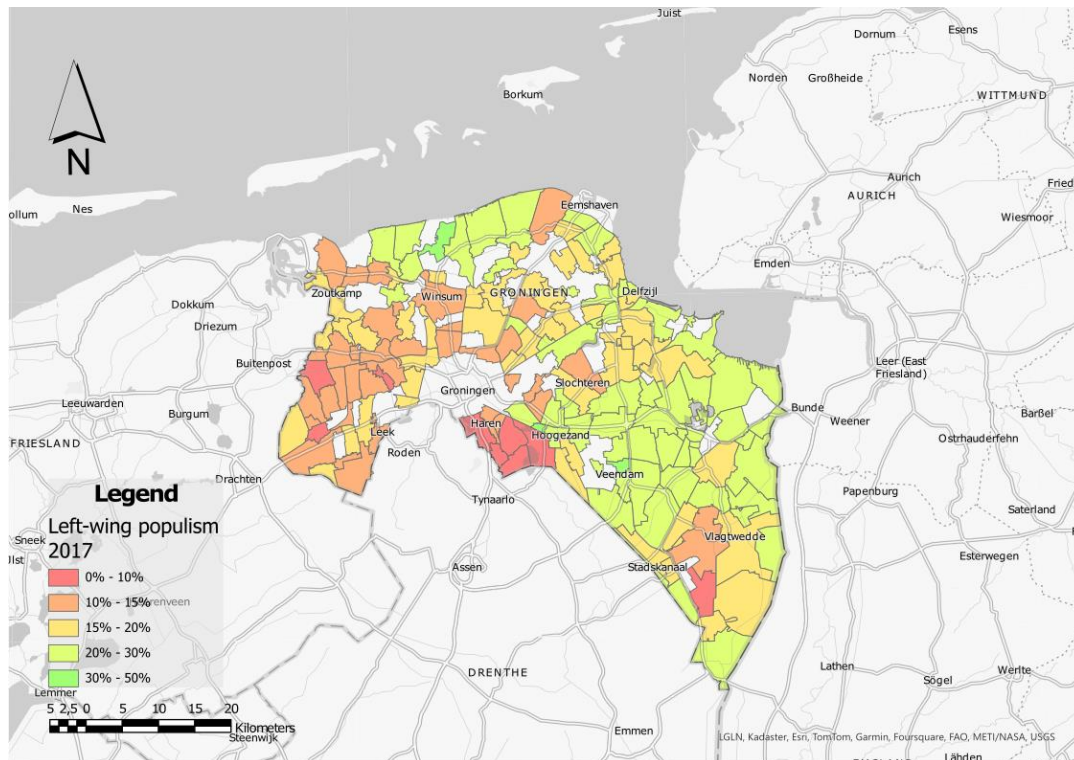 Juist
Dornum
Esens
Norden
Großheide
WITTMUND
Borkum
N
Aurich
AURICH
Fried
Nes
ollum
Wiesmoor
Eemshaven
Emden
Zoutkamp
Winsum
GRONINGEN
Delfzijl
Dokkum
Driezum
Buitenpost
Leer (East
Friesland)
Groningen
Slochteren
Leeuwarden
Burgum
Bunde
Weener
Barßel
FRIESLAND
Leek
Haren
Hoogezand
Ostrhauderfehn
Roden
Drachten
Veendam
Tynaarlo
Papenburg
Saterland
Legend
Left-wing populism
2017
0% - 10%
10% - 15%
15% - 20%
20% - 30%
30% - 50%
Sneek
Vlagtwedde
Esterwegen
Assen
Stadskanaal
DRENTHE
Lathen
Werlte
Sögel
Lemmer
5 2,5 0 5 10 15 20
Kilometers
Steenwijk
Emmen
LGLN, Kadaster, Esri, TomTom, Garmin, Foursquare, FAO, METI/NASA, USGS
Lähden